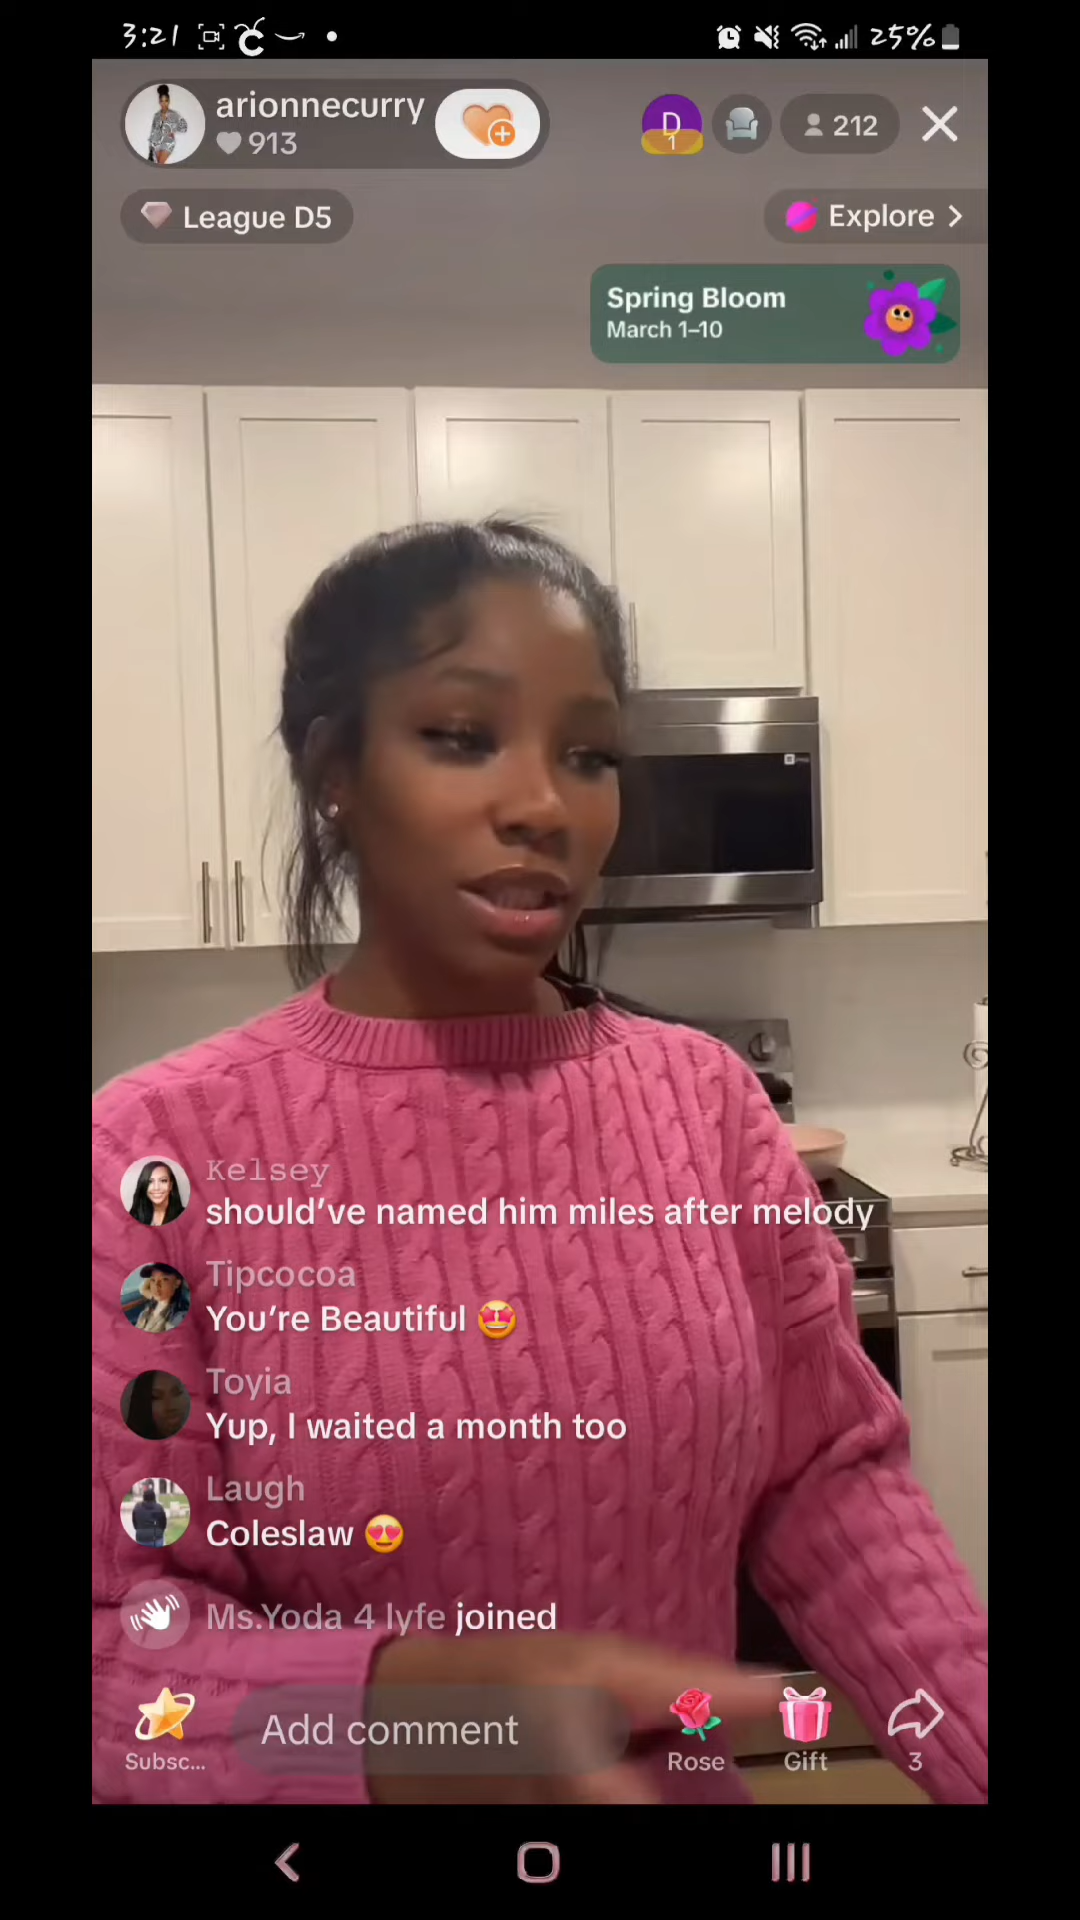 3:21
25%
arionnecurry
913
D
1
212
League D5
Explore >
Spring Bloom
March 1–10
Kelsey
should’ve named him miles after melody
Tipcocoa
You’re Beautiful 🤩
Toyia
Yup, I waited a month too
Laugh
Coleslaw 😍
Ms.Yoda 4 lyfe joined
Add comment
Subsc...
Rose
Gift
3